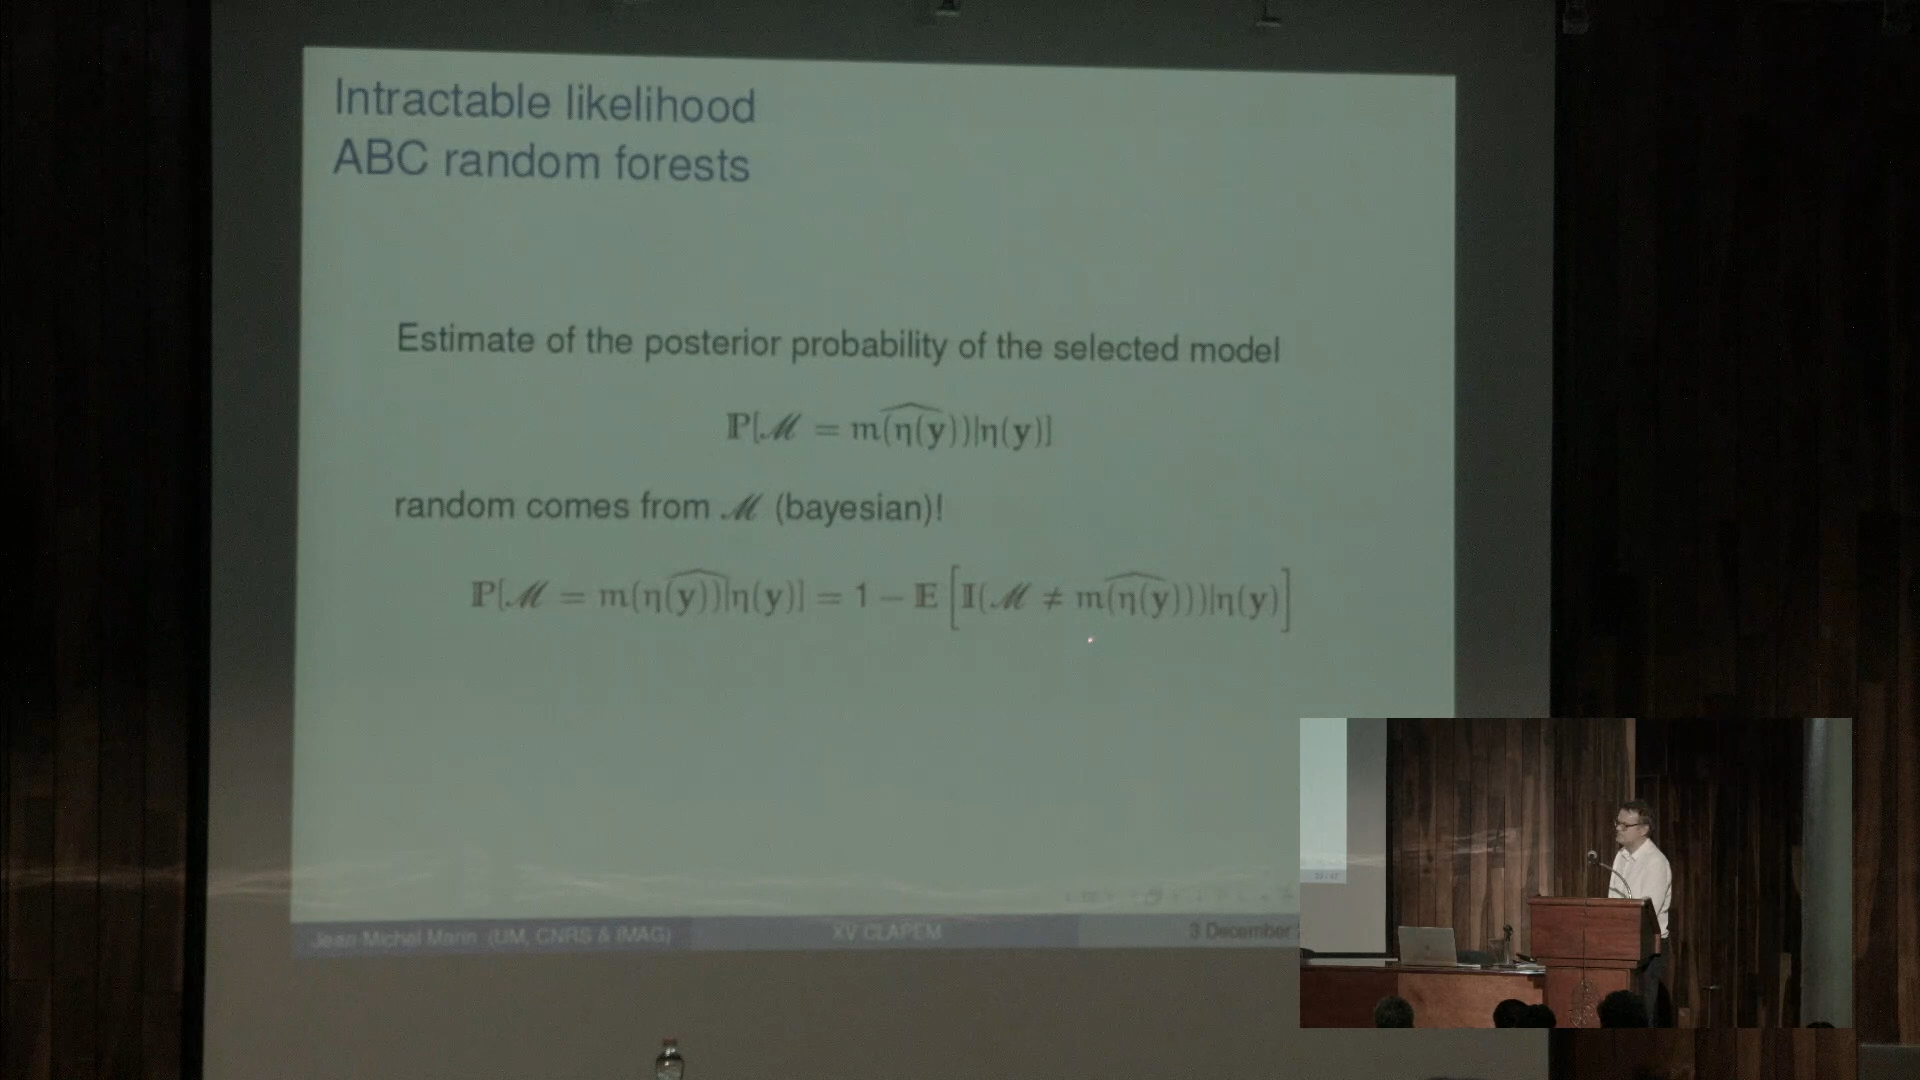 Intractable likelihood
ABC random forests
Estimate of the posterior probability of the selected model
ℙ[ℳ = m(η(y))|η(y)]
random comes from ℳ (bayesian)!
ℙ[ℳ = m(η(y))|η(y)] = 1 − 𝔼 [𝕀(ℳ ≠ m(η(y)))|η(y)]
Jean Michel Marin (UM, CNRS & IMAG) XV CLAPEM 3 December